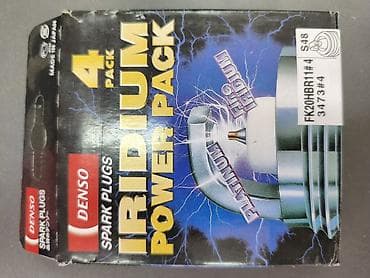 4
PACK
IRIDIUM
POWER PACK
DENSO
SPARK PLUGS
PLATINUM
IRIDIUM
S48
FK20HBR11#4
3473#4
MADE IN JAPAN
DENSO
SPARK PLUGS